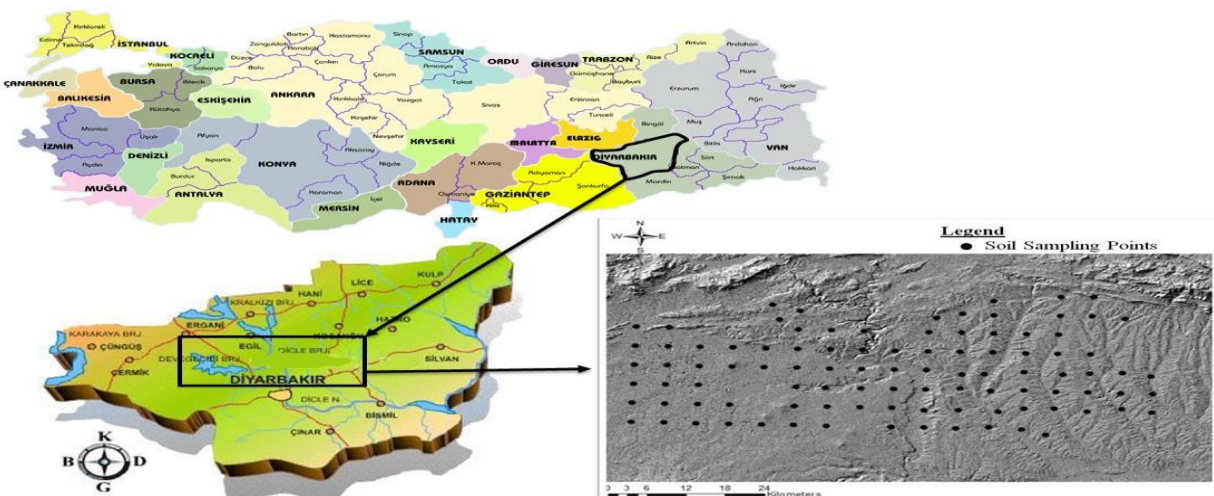 Kırklareli
Edirne
Tekirdağ
İSTANBUL
KOCAELİ
Yalova
Sakarya
Düzce
Bolu
Zonguldak
Bartın
Karabük
Kastamonu
Çankırı
Sinop
SAMSUN
Amasya
Tokat
Çorum
ORDU
GİRESUN
TRABZON
Rize
Artvin
Ardahan
Gümüşhane
Bayburt
Kars
Iğdır
Ağrı
Erzurum
ÇANAKKALE
BALIKESİR
BURSA
Bilecik
Kütahya
ESKİŞEHİR
ANKARA
Kırıkkale
Kırşehir
Yozgat
Nevşehir
Sivas
Erzincan
Tunceli
Bingöl
Muş
Bitlis
VAN
Hakkari
Siirt
Şırnak
Batman
Mardin
DİYARBAKIR
ELAZIG
MALATYA
Adıyaman
Şanlıurfa
GAZİANTEP
Kilis
K.Maraş
Osmaniye
ADANA
HATAY
KAYSERİ
Niğde
Aksaray
KONYA
Karaman
İçel
MERSİN
Afyon
Uşak
Manisa
İZMİR
Aydın
DENİZLİ
MUĞLA
Isparta
Burdur
ANTALYA
KULP
LİCE
HANİ
KRALKIZI BRJ.
ERGANİ
HAZRO
EGİL
DİCLE BRJ.
KARAKAYA BRJ.
ÇÜNGÜŞ
ÇERMİK
SİLVAN
DİYARBAKIR
DİCLE N.
BİSMİL
ÇINAR
K
B D
G
N
W E
S
Legend
Soil Sampling Points
0 3 6 12 18 24
Kilometers